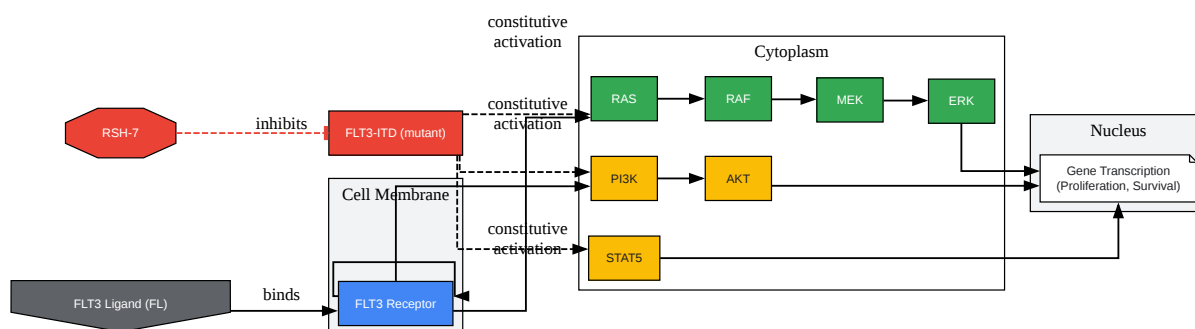 constitutive
activation
Cytoplasm
RAS
RAF
MEK
ERK
constitutive
activation
RSH-7
inhibits
FLT3-ITD (mutant)
Nucleus
Gene Transcription
(Proliferation, Survival)
PI3K
AKT
Cell Membrane
constitutive
activation
STAT5
FLT3 Ligand (FL)
binds
FLT3 Receptor